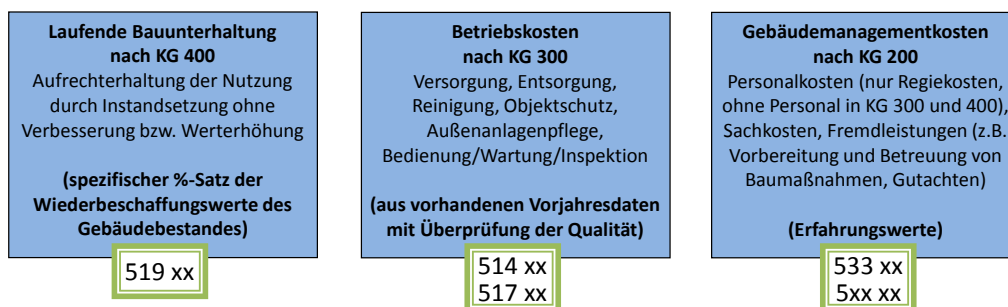 Laufende Bauunterhaltung
nach KG 400
Aufrechterhaltung der Nutzung
durch Instandsetzung ohne
Verbesserung bzw. Werterhöhung
(spezifischer %-Satz der
Wiederbeschaffungswerte des
Gebäudebestandes)
519 xx
Betriebskosten
nach KG 300
Versorgung, Entsorgung,
Reinigung, Objektschutz,
Außenanlagenpflege,
Bedienung/Wartung/Inspektion
(aus vorhandenen Vorjahresdaten
mit Überprüfung der Qualität)
514 xx
517 xx
Gebäudemanagementkosten
nach KG 200
Personalkosten (nur Regiekosten,
ohne Personal in KG 300 und 400),
Sachkosten, Fremdleistungen (z.B.
Vorbereitung und Betreuung von
Baumaßnahmen, Gutachten)
(Erfahrungswerte)
533 xx
5xx xx